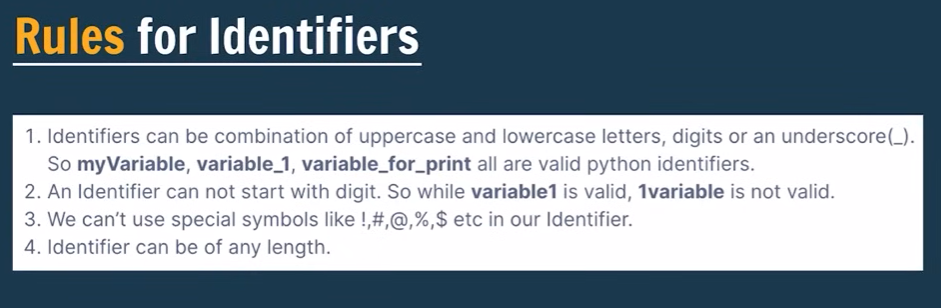 Rules for Identifiers
1. Identifiers can be combination of uppercase and lowercase letters, digits or an underscore(_).
So myVariable, variable_1, variable_for_print all are valid python identifiers.
2. An Identifier can not start with digit. So while variable1 is valid, 1variable is not valid.
3. We can’t use special symbols like !,#,@,%,$ etc in our Identifier.
4. Identifier can be of any length.